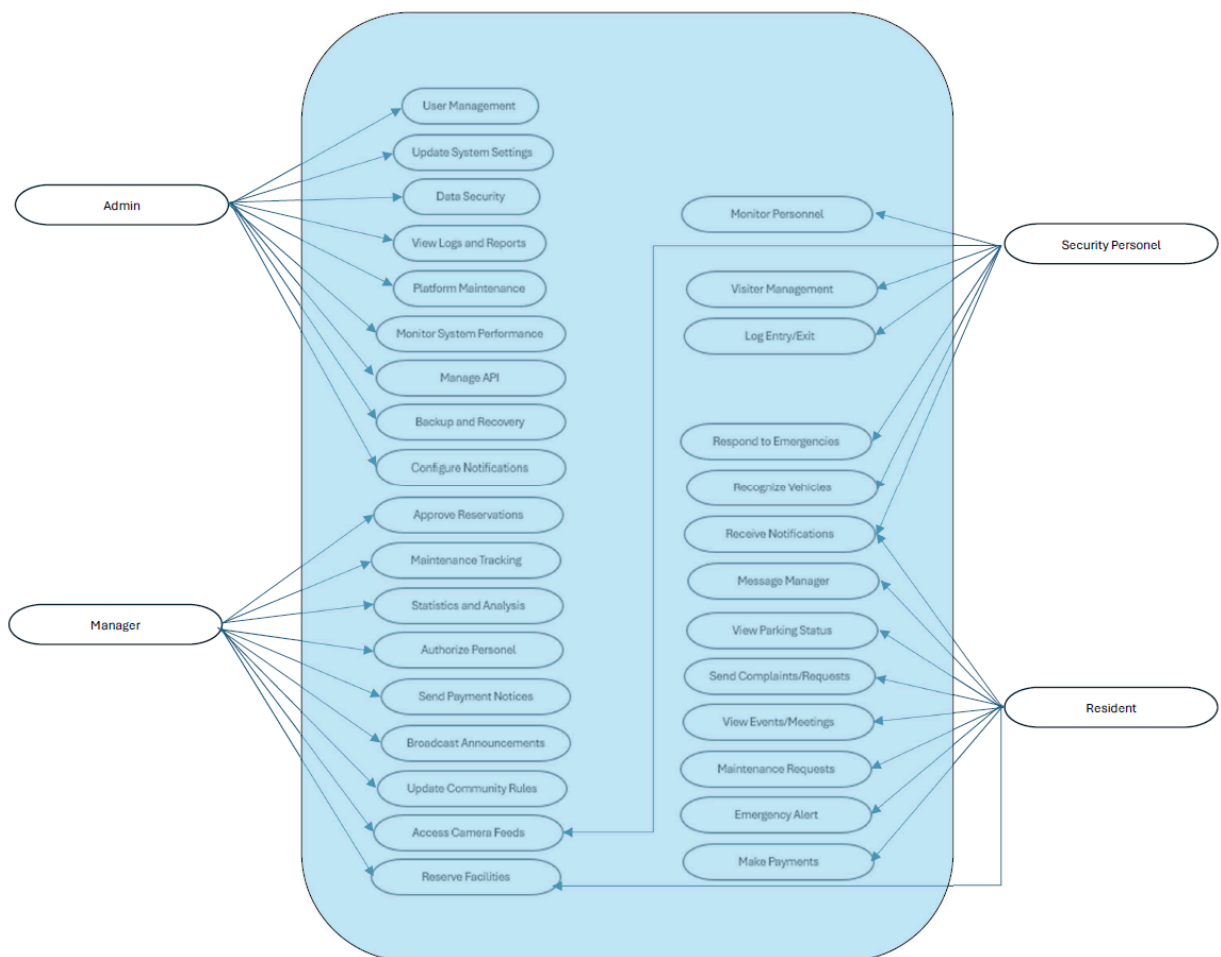 Admin
Manager
User Management
Update System Settings
Data Security
View Logs and Reports
Platform Maintenance
Monitor System Performance
Manage API
Backup and Recovery
Configure Notifications
Approve Reservations
Maintenance Tracking
Statistics and Analysis
Authorize Personel
Send Payment Notices
Broadcast Announcements
Update Community Rules
Access Camera Feeds
Reserve Facilities
Monitor Personnel
Visiter Management
Log Entry/Exit
Respond to Emergencies
Recognize Vehicles
Receive Notifications
Message Manager
View Parking Status
Send Complaints/Requests
View Events/Meetings
Maintenance Requests
Emergency Alert
Make Payments
Security Personel
Resident